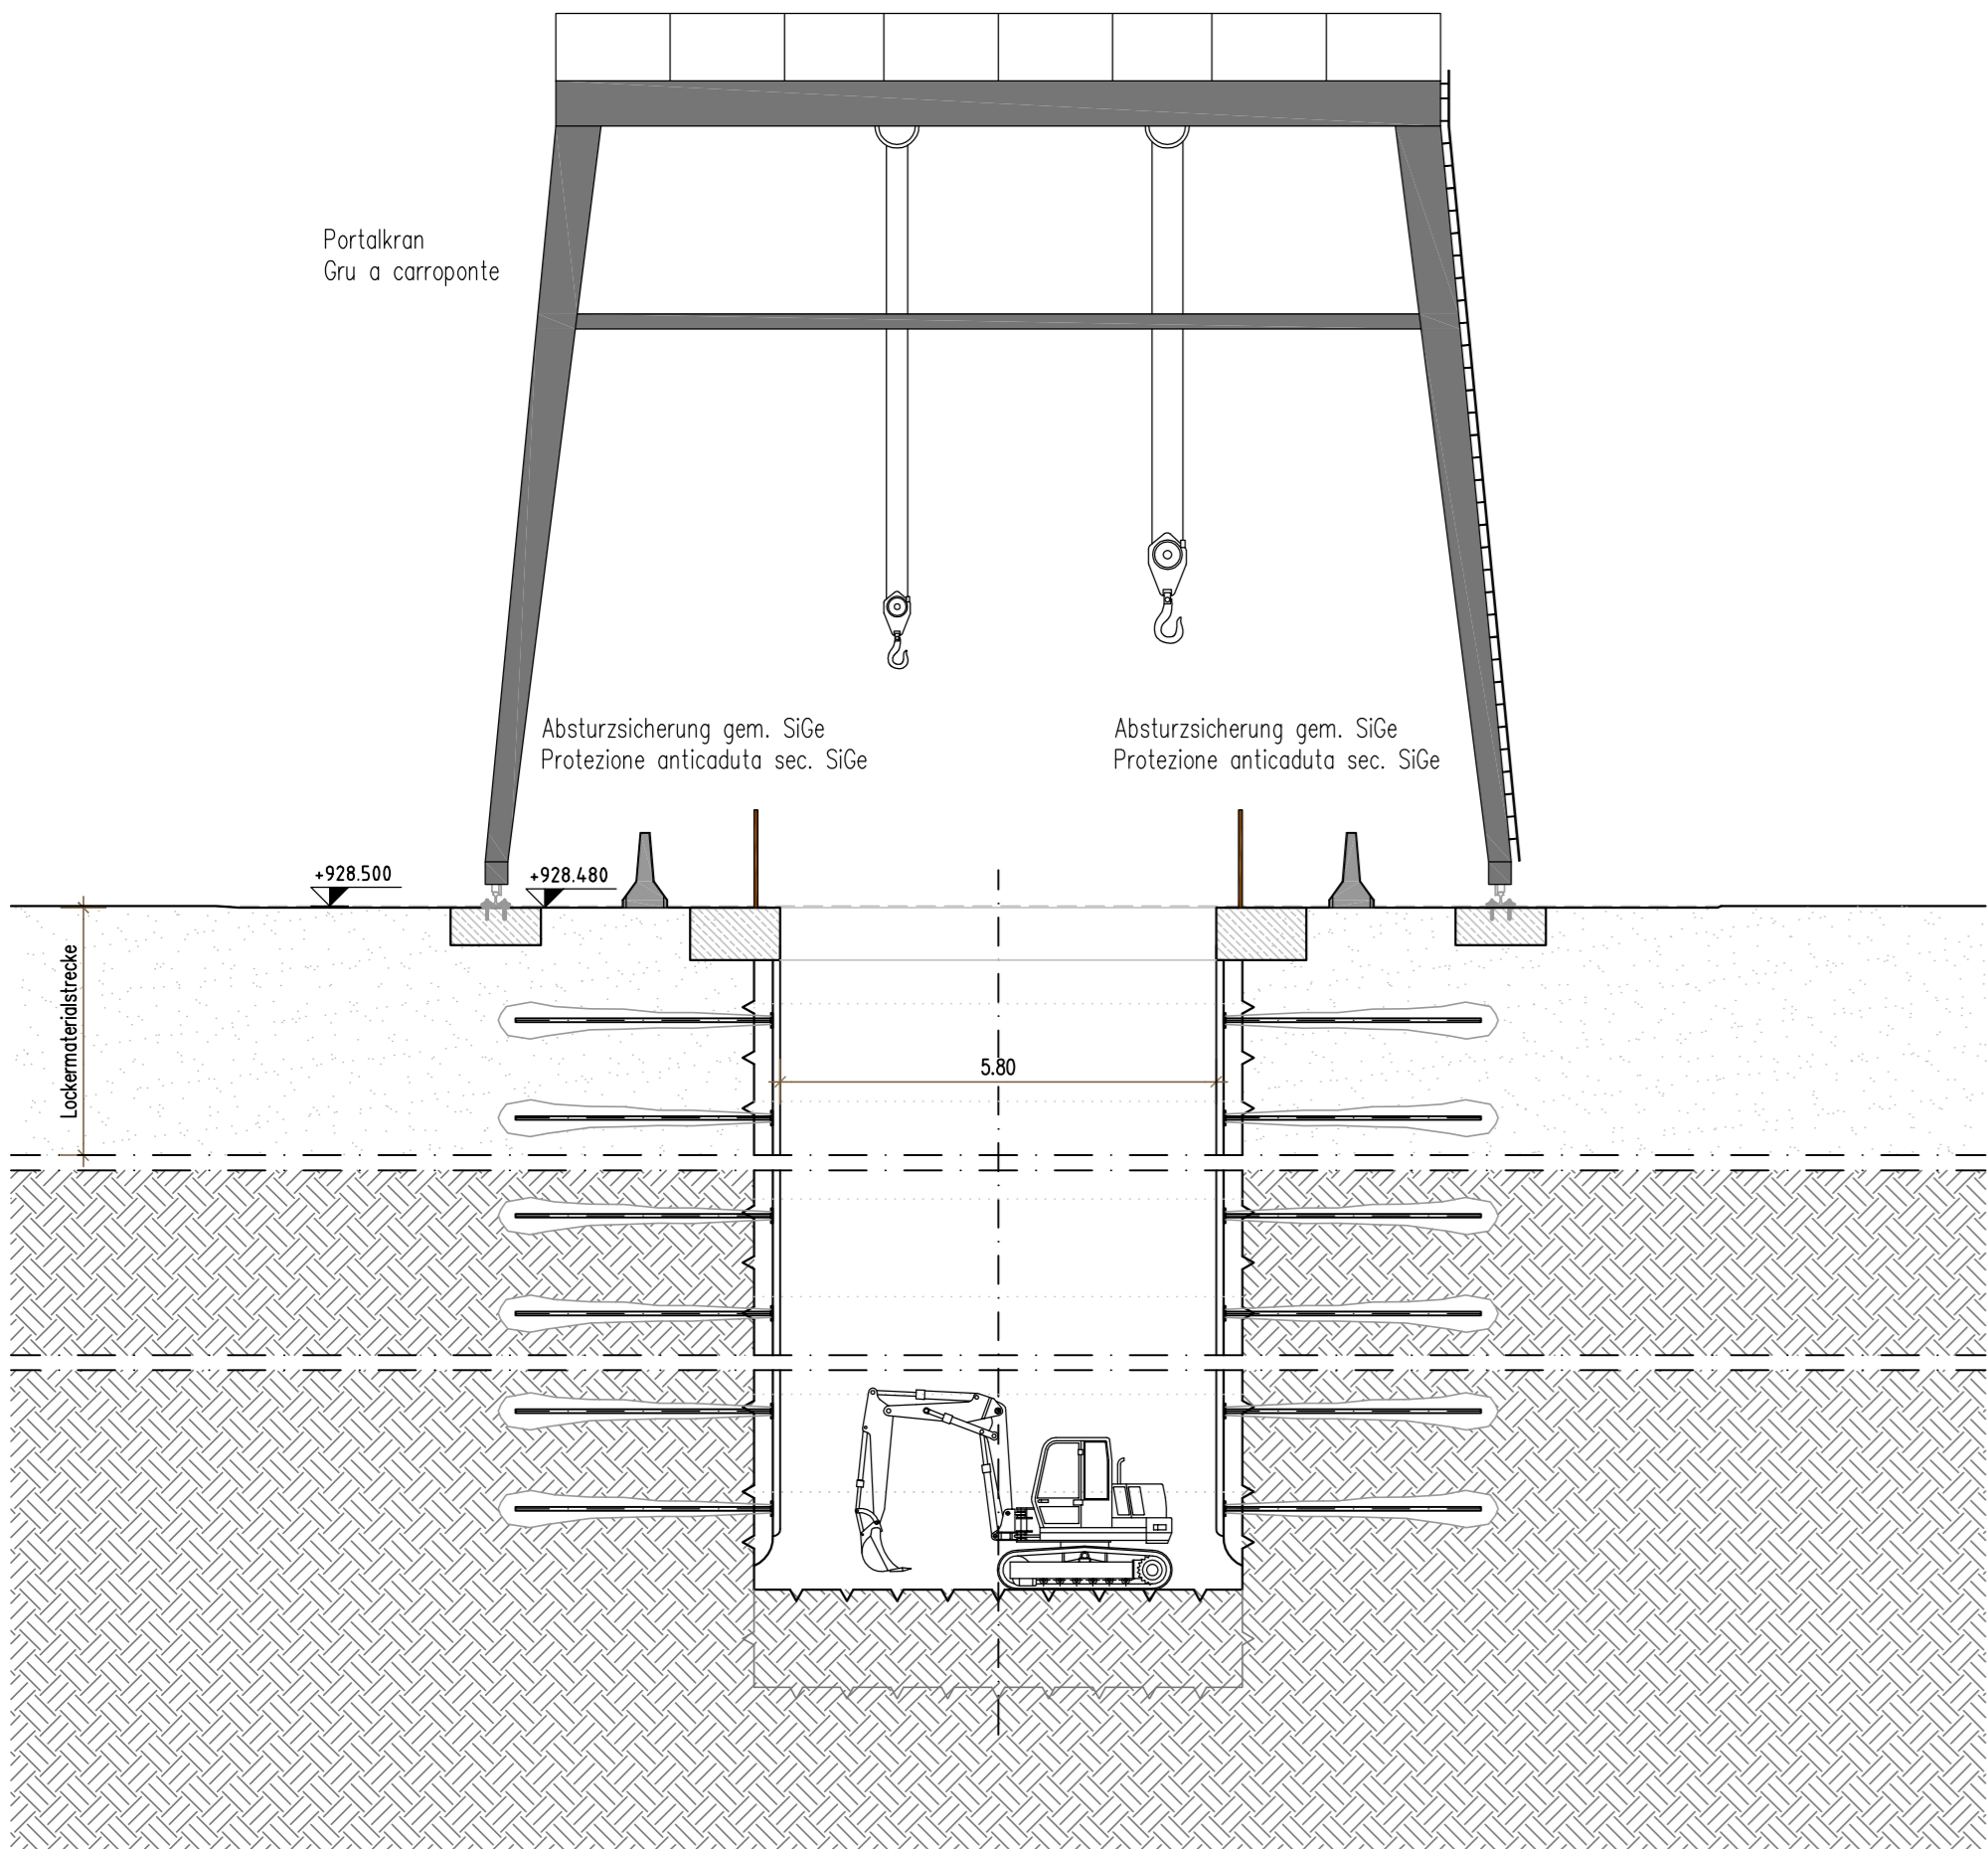 Portalkran
Gru a carroponte
Absturzsicherung gem. SiGe
Protezione anticaduta sec. SiGe
Absturzsicherung gem. SiGe
Protezione anticaduta sec. SiGe
+928.500
+928.480
Lockermaterialstrecke
5.80